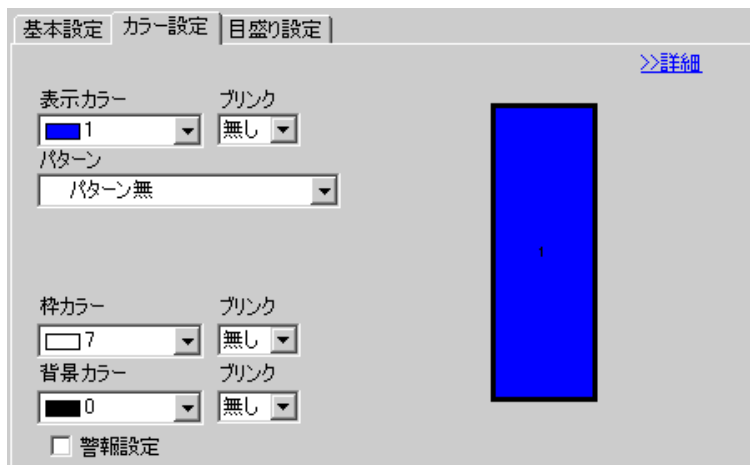 基本設定 カラー設定 目盛り設定
>>詳細
表示カラー ブリンク
1 無し
パターン
パターン無
1
枠カラー ブリンク
7 無し
背景カラー ブリンク
0 無し
警報設定